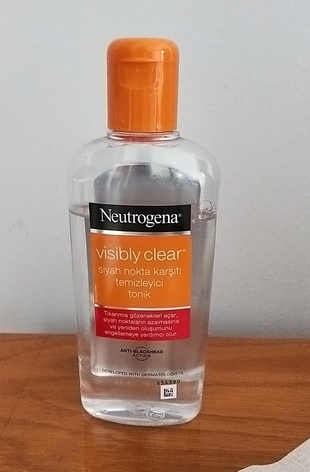 Neutrogena®
visibly clear®
siyah nokta karşıtı
temizleyici
tonik
Tıkanmış gözenekleri açar,
siyah noktaların azalmasına
ve yeniden oluşumunu
engellemeye yardımcı olur.
ANTI-BLACKHEAD
ACTION
DEVELOPED WITH DERMATOLOGISTS